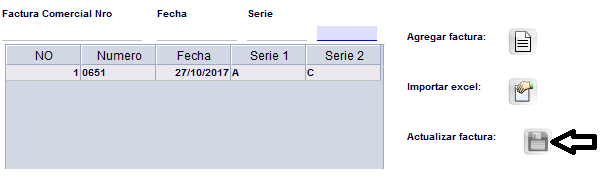 Factura Comercial Nro Fecha Serie
NO Numero Fecha Serie 1 Serie 2
1 0651 27/10/2017 A C
Agregar factura:
Importar excel:
Actualizar factura: